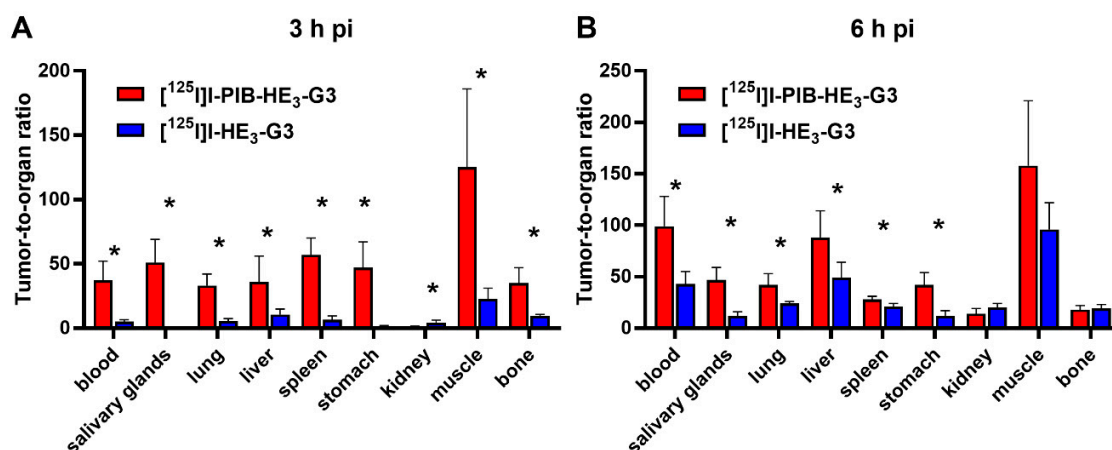 A
3 h pi
Tumor-to-organ ratio
200
150
100
50
0
[¹²⁵I]I-PIB-HE₃-G3
[¹²⁵I]I-HE₃-G3
*
*
*
*
*
*
*
*
*
blood
salivary glands
lung
liver
spleen
stomach
kidney
muscle
bone
B
6 h pi
Tumor-to-organ ratio
250
200
150
100
50
0
[¹²⁵I]I-PIB-HE₃-G3
[¹²⁵I]I-HE₃-G3
*
*
*
*
*
*
blood
salivary glands
lung
liver
spleen
stomach
kidney
muscle
bone